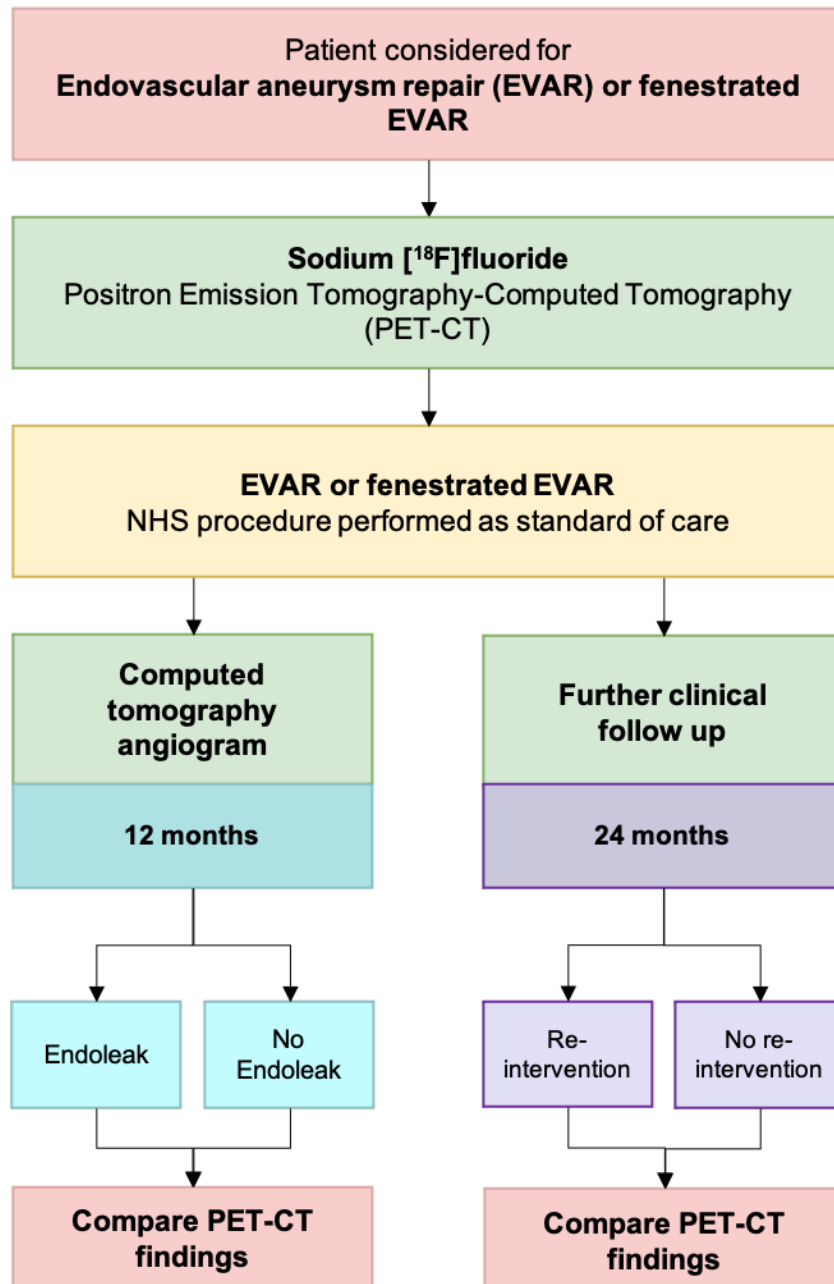 Patient considered for
Endovascular aneurysm repair (EVAR) or fenestrated
EVAR
Sodium [¹⁸F]fluoride
Positron Emission Tomography-Computed Tomography
(PET-CT)
EVAR or fenestrated EVAR
NHS procedure performed as standard of care
Computed
tomography
angiogram
12 months
Further clinical
follow up
24 months
Endoleak
No
Endoleak
Re-
intervention
No re-
intervention
Compare PET-CT
findings
Compare PET-CT
findings